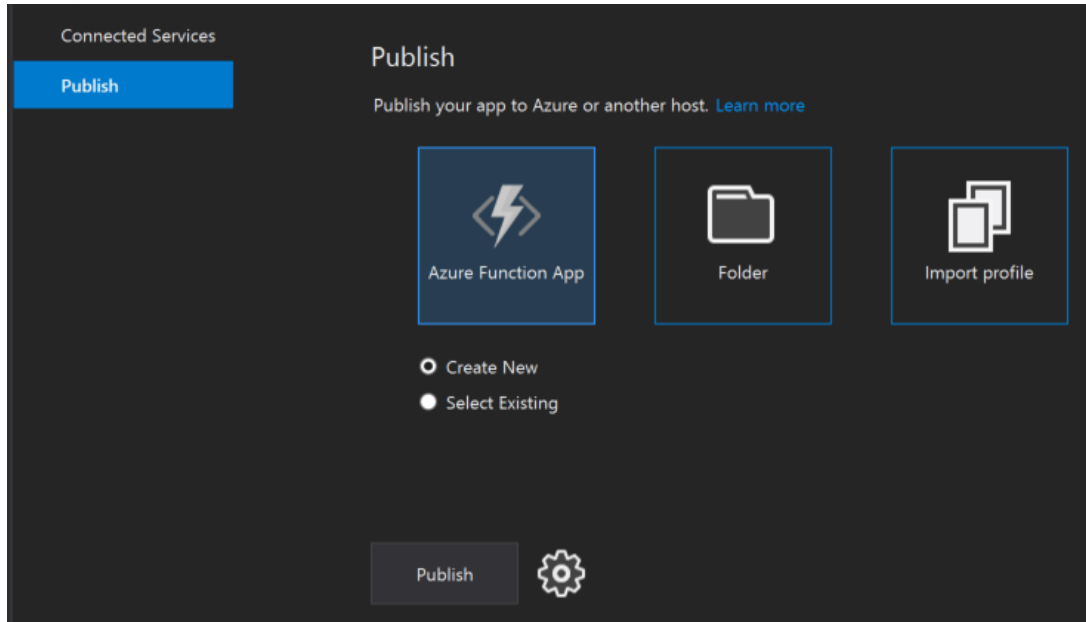 Connected Services
Publish
Publish
Publish your app to Azure or another host. Learn more
Azure Function App
Folder
Import profile
Create New
Select Existing
Publish